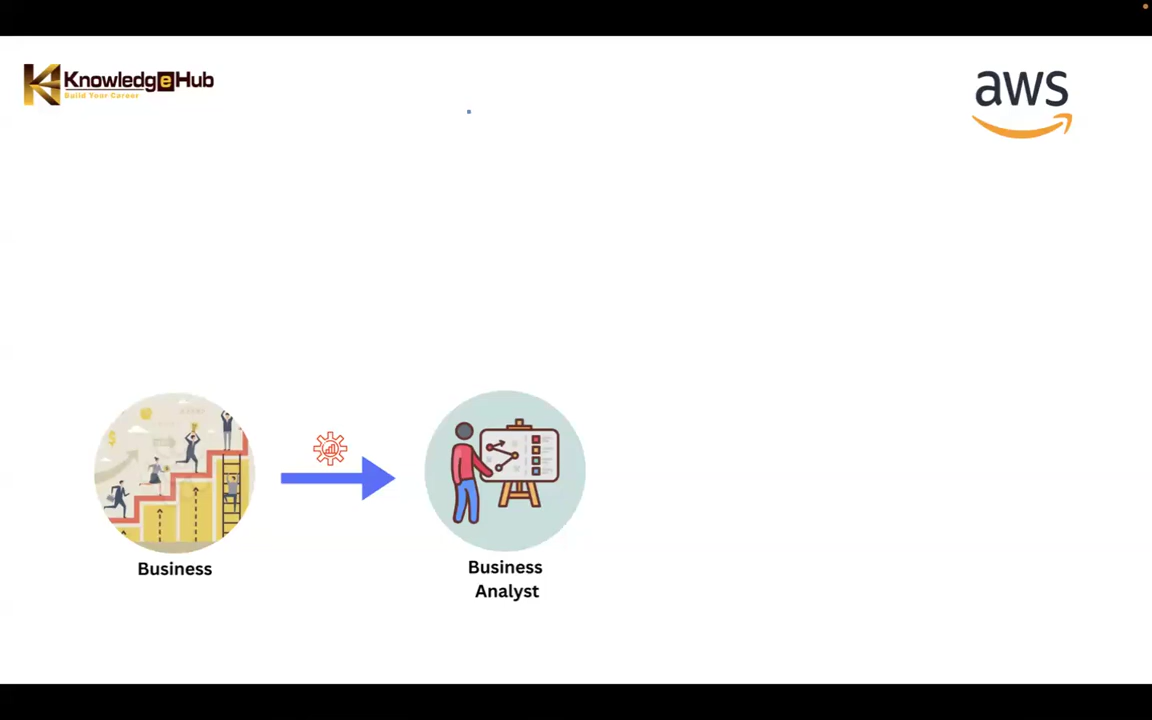 KnowledgeHub
Build Your Career
aws
Business
Business
Analyst